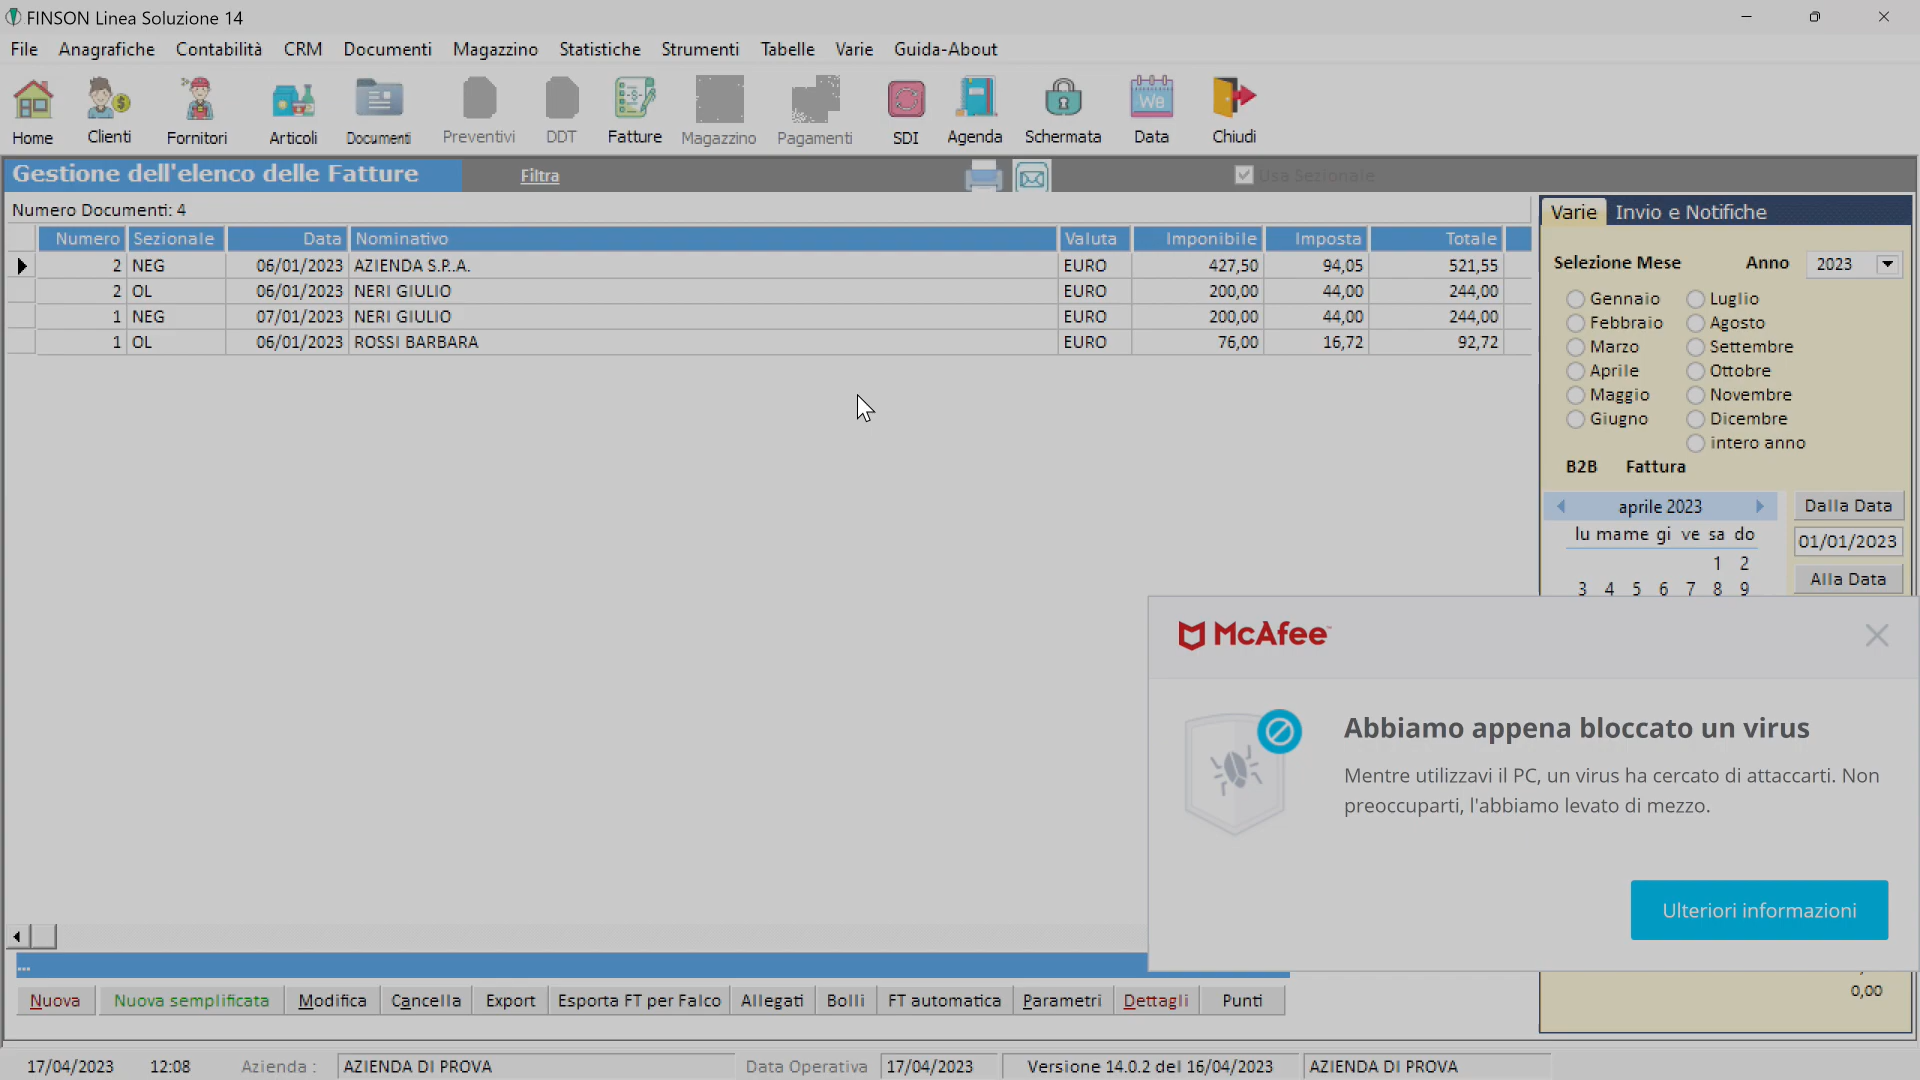 FINSON Linea Soluzione 14
File Anagrafiche Contabilità CRM Documenti Magazzino Statistiche Strumenti Tabelle Varie Guida-About
We
Home Clienti Fornitori Articoli Documenti Preventivi DDT Fatture Magazzino Pagamenti SDI Agenda Schermata Data Chiudi
Gestione dell'elenco delle Fatture Filtra Usa Sezionale
Numero Documenti: 4
Numero Sezionale Data Nominativo Valuta Imponibile Imposta Totale
2 NEG 06/01/2023 AZIENDA S.P..A. EURO 427,50 94,05 521,55
2 OL 06/01/2023 NERI GIULIO EURO 200,00 44,00 244,00
1 NEG 07/01/2023 NERI GIULIO EURO 200,00 44,00 244,00
1 OL 06/01/2023 ROSSI BARBARA EURO 76,00 16,72 92,72
Varie Invio e Notifiche
Selezione Mese Anno 2023
Gennaio Luglio
Febbraio Agosto
Marzo Settembre
Aprile Ottobre
Maggio Novembre
Giugno Dicembre
intero anno
B2B Fattura
aprile 2023 Dalla Data
lu ma me gi ve sa do 01/01/2023
1 2
3 4 5 6 7 8 9 Alla Data
McAfee™
Abbiamo appena bloccato un virus
Mentre utilizzavi il PC, un virus ha cercato di attaccarti. Non
preoccuparti, l'abbiamo levato di mezzo.
Ulteriori informazioni
...
0,00
Nuova Nuova semplificata Modifica Cancella Export Esporta FT per Falco Allegati Bolli FT automatica Parametri Dettagli Punti
17/04/2023 12:08 Azienda : AZIENDA DI PROVA Data Operativa 17/04/2023 Versione 14.0.2 del 16/04/2023 AZIENDA DI PROVA